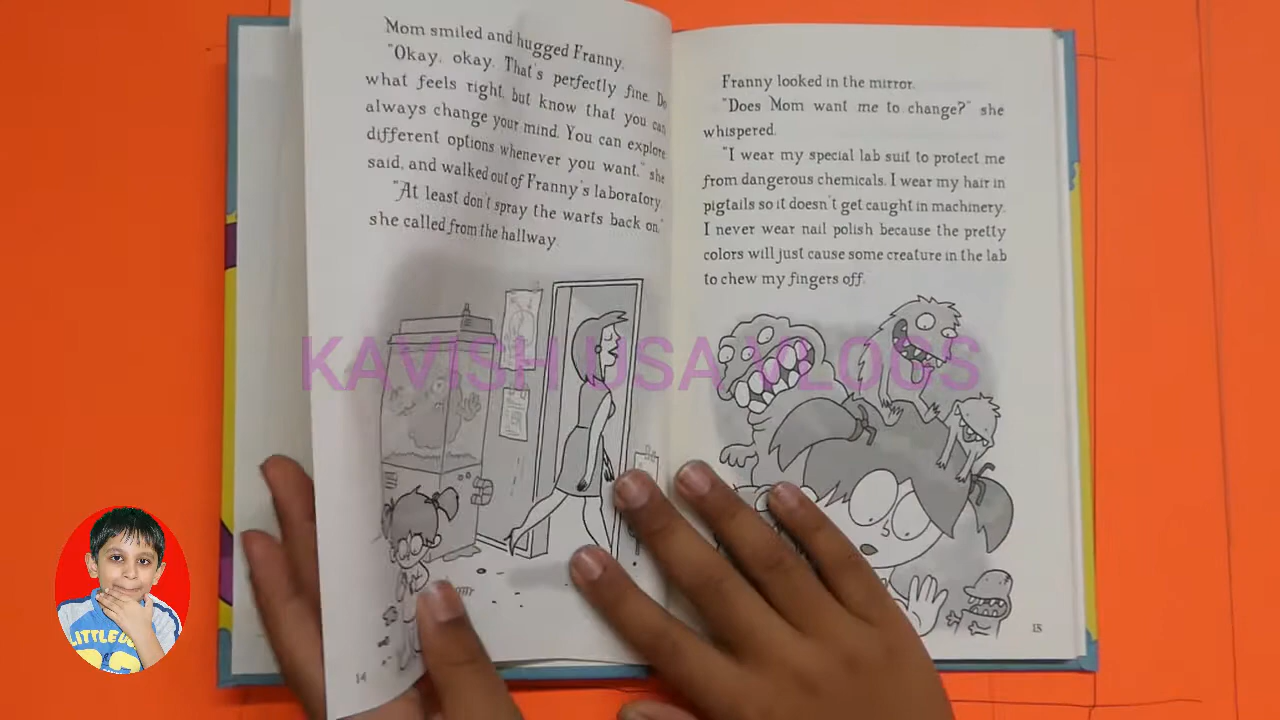 Mom smiled and hugged Franny.
"Okay, okay. That's perfectly fine. Do
what feels right, but know that you can
always change your mind. You can explore
different options whenever you want," she
said, and walked out of Franny's laboratory.
"At least don't spray the warts back on,"
she called from the hallway.
14
Franny looked in the mirror.
"Does Mom want me to change?" she
whispered.
"I wear my special lab suit to protect me
from dangerous chemicals. I wear my hair in
pigtails so it doesn't get caught in machinery.
I never wear nail polish because the pretty
colors will just cause some creature in the lab
to chew my fingers off.
15
KAVISH USA VLOGS
LITTLE